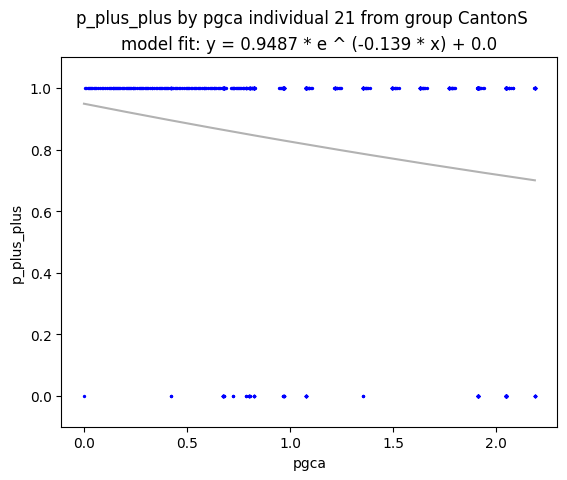 p_plus_plus by pgca individual 21 from group CantonS
model fit: y = 0.9487 * e ^ (-0.139 * x) + 0.0
1.0
0.8
0.6
0.4
0.2
0.0
p_plus_plus
0.0 0.5 1.0 1.5 2.0
pgca